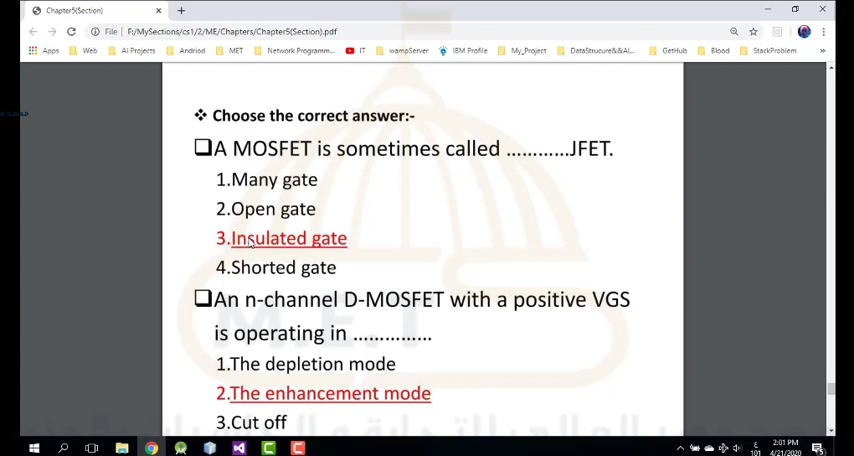 Chapter5(Section)
File | F:/MySections/cs1/2/ME/Chapters/Chapter5(Section).pdf
Apps Web AI Projects Andriod MET Network Programm... IT wampServer IBM Profile My_Project DataStrucure&&Al... GetHub Blood StackProblem
❖ Choose the correct answer:-
❑A MOSFET is sometimes called …………JFET.
1.Many gate
2.Open gate
3.Insulated gate
4.Shorted gate
❑An n-channel D-MOSFET with a positive VGS
is operating in ……………
1.The depletion mode
2.The enhancement mode
3.Cut off
M.E.T
2:01 PM
4/21/2020